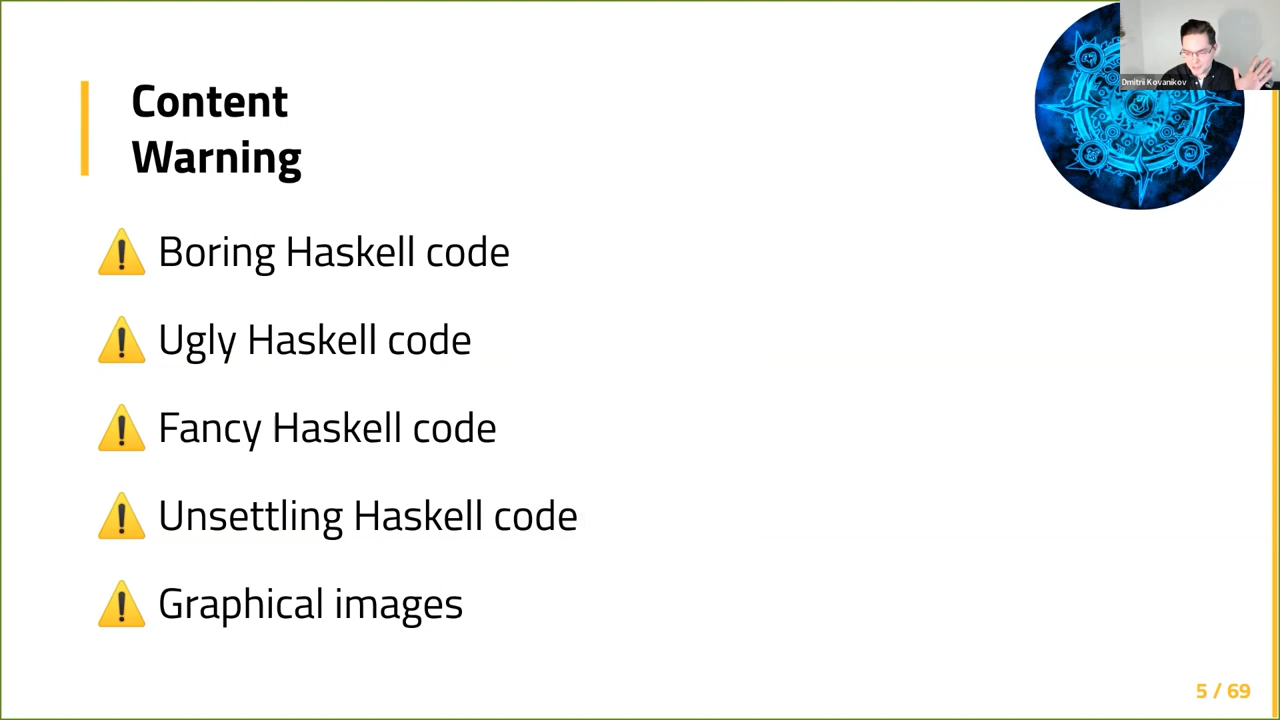 Content
Warning
Dmitrii Kovanikov
⚠️ Boring Haskell code
⚠️ Ugly Haskell code
⚠️ Fancy Haskell code
⚠️ Unsettling Haskell code
⚠️ Graphical images
5 / 69